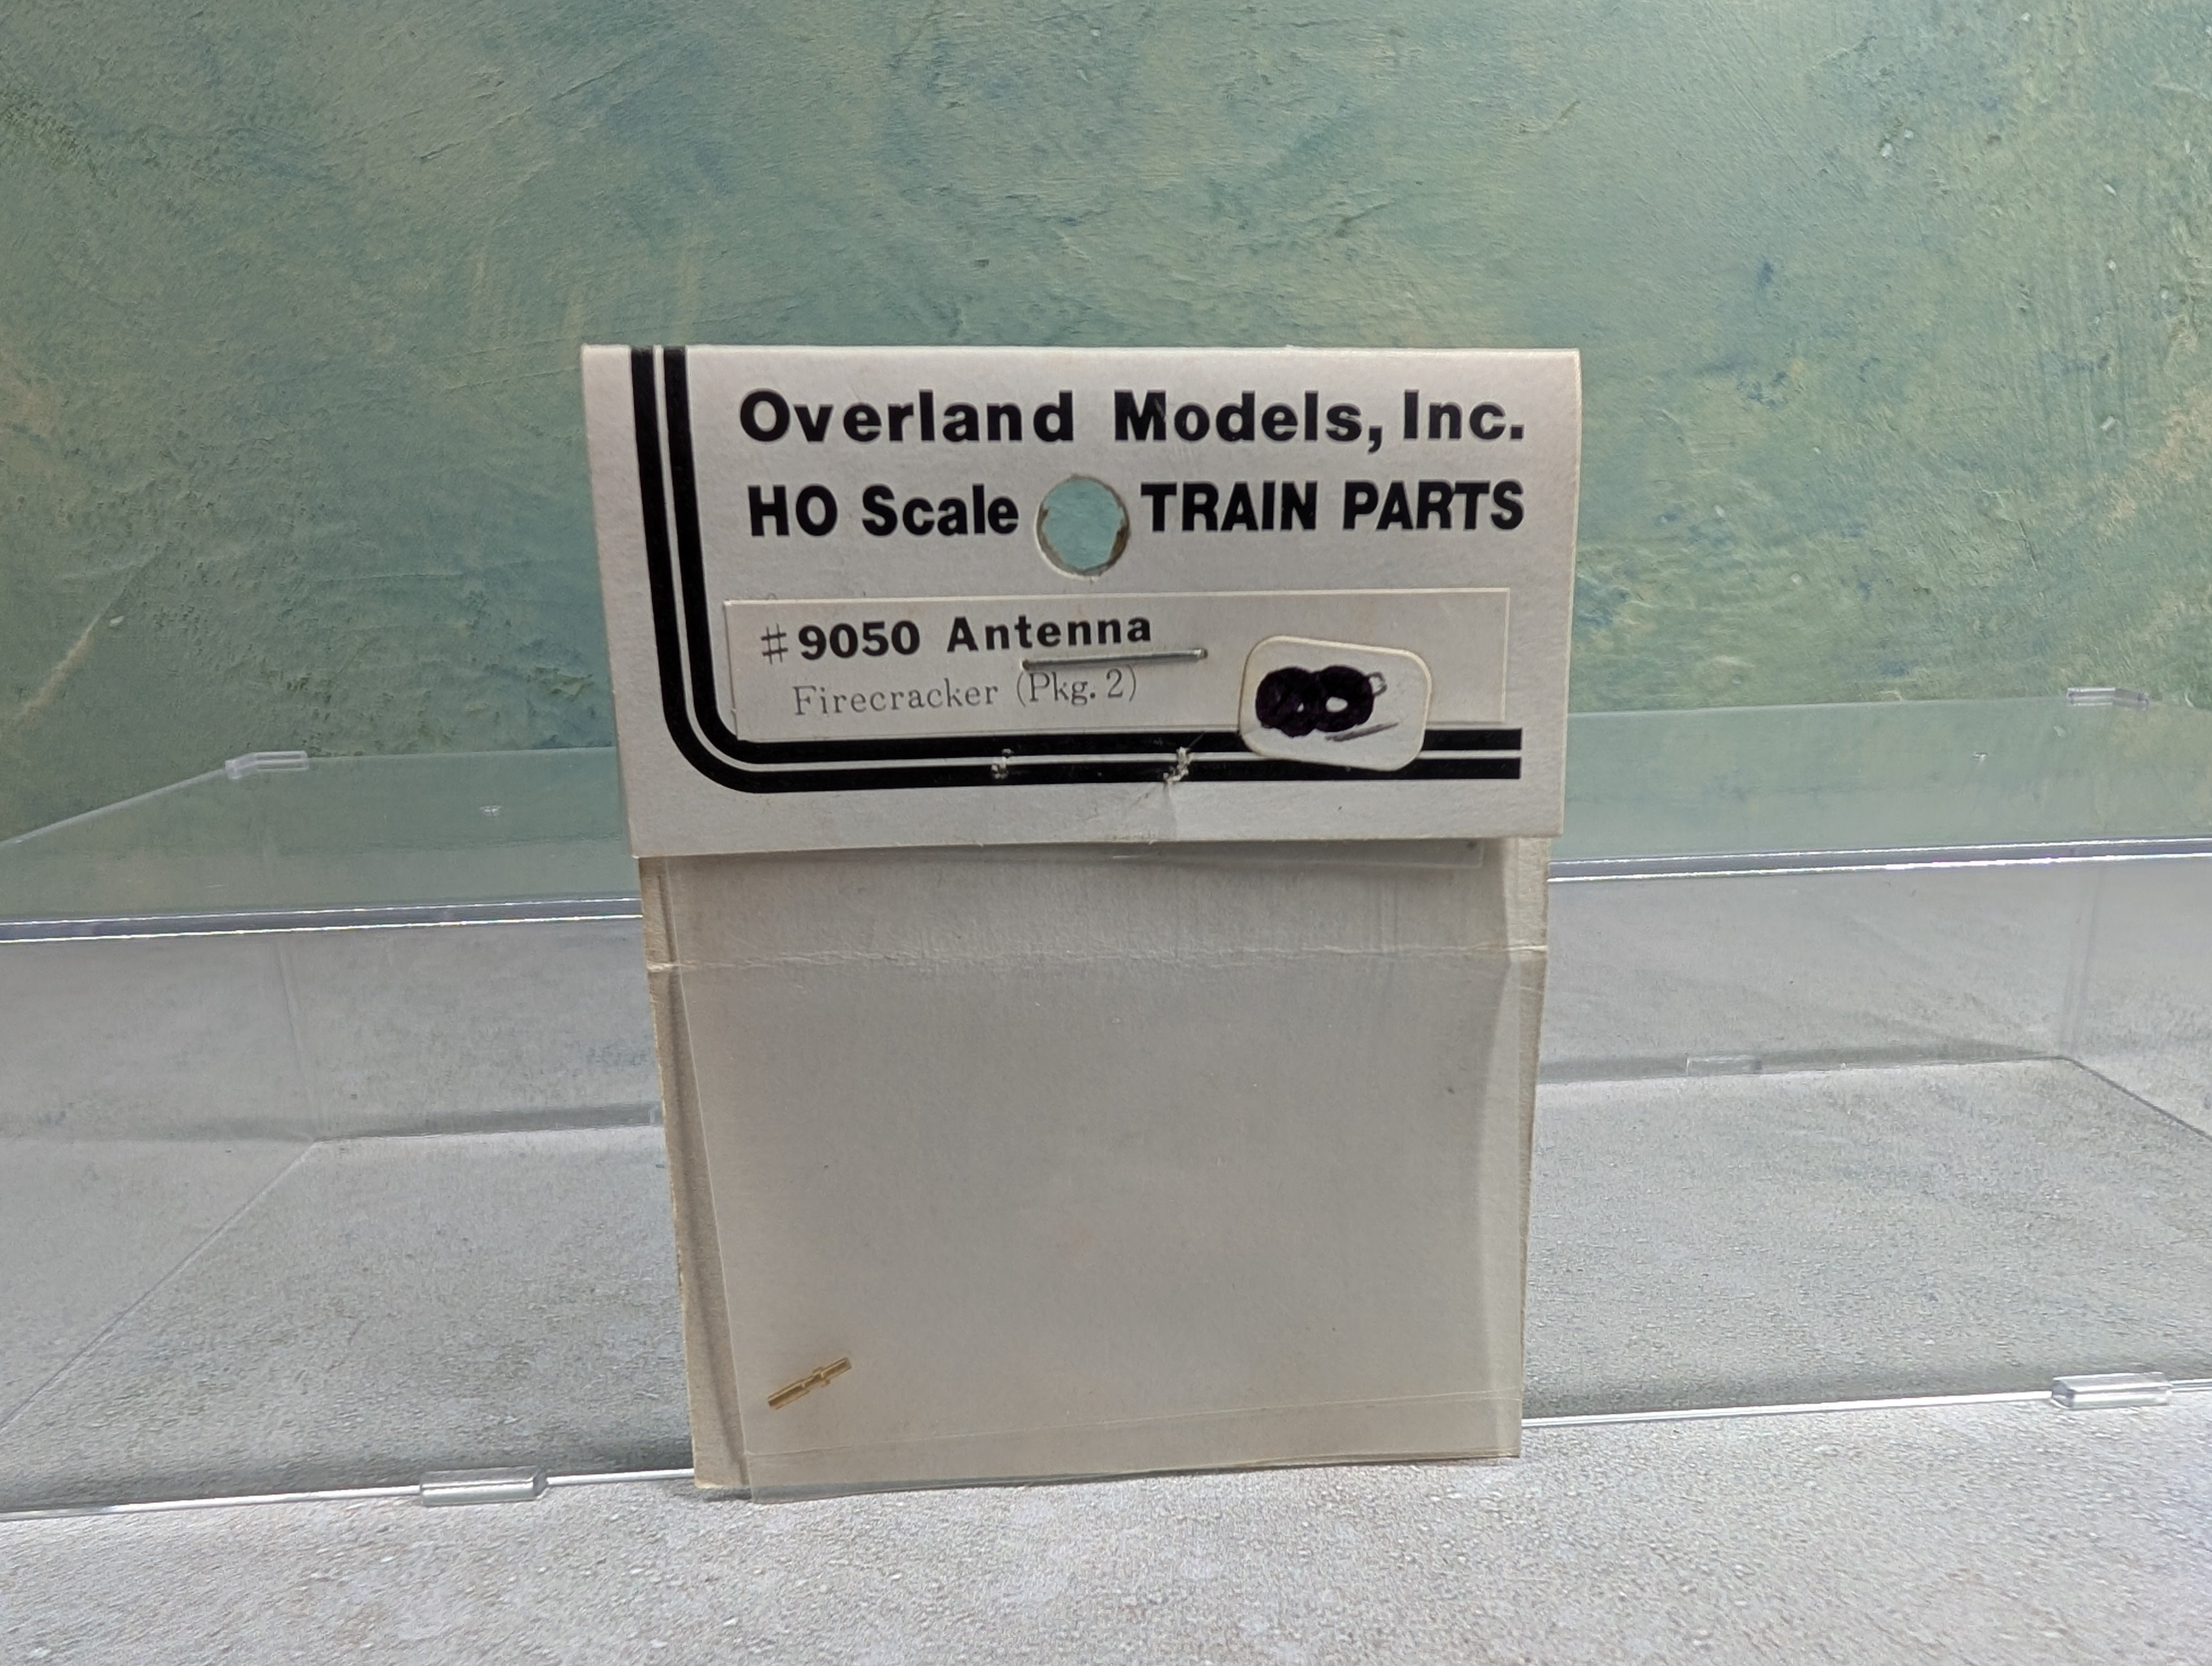 Overland Models, Inc.
HO Scale TRAIN PARTS
#9050 Antenna
Firecracker (Pkg. 2)